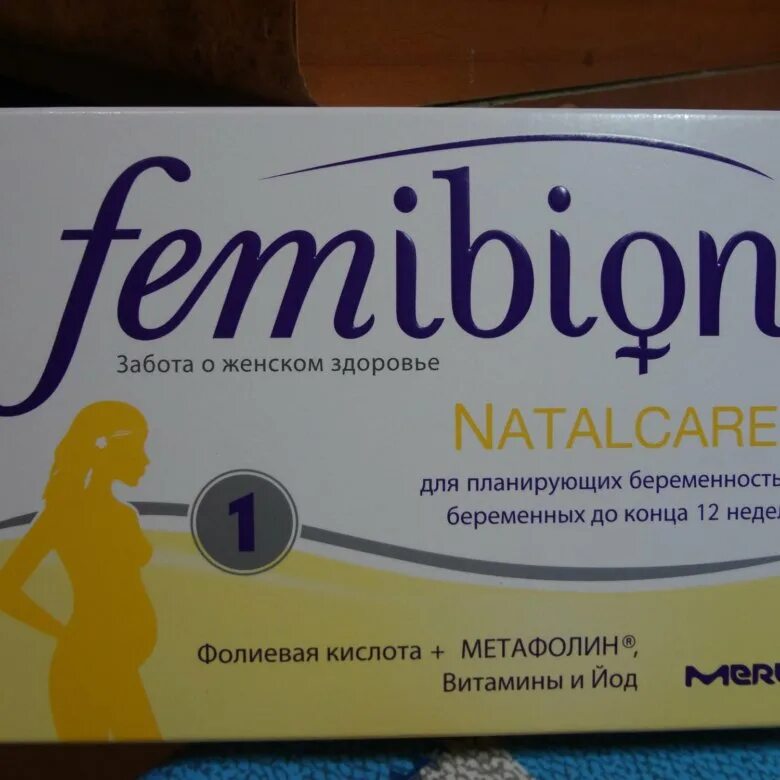 femibion
Забота о женском здоровье
NATALCARE
для планирующих беременность
беременных до конца 12 недел
1
Фолиевая кислота + МЕТАФОЛИН®,
Витамины и Йод
Mer